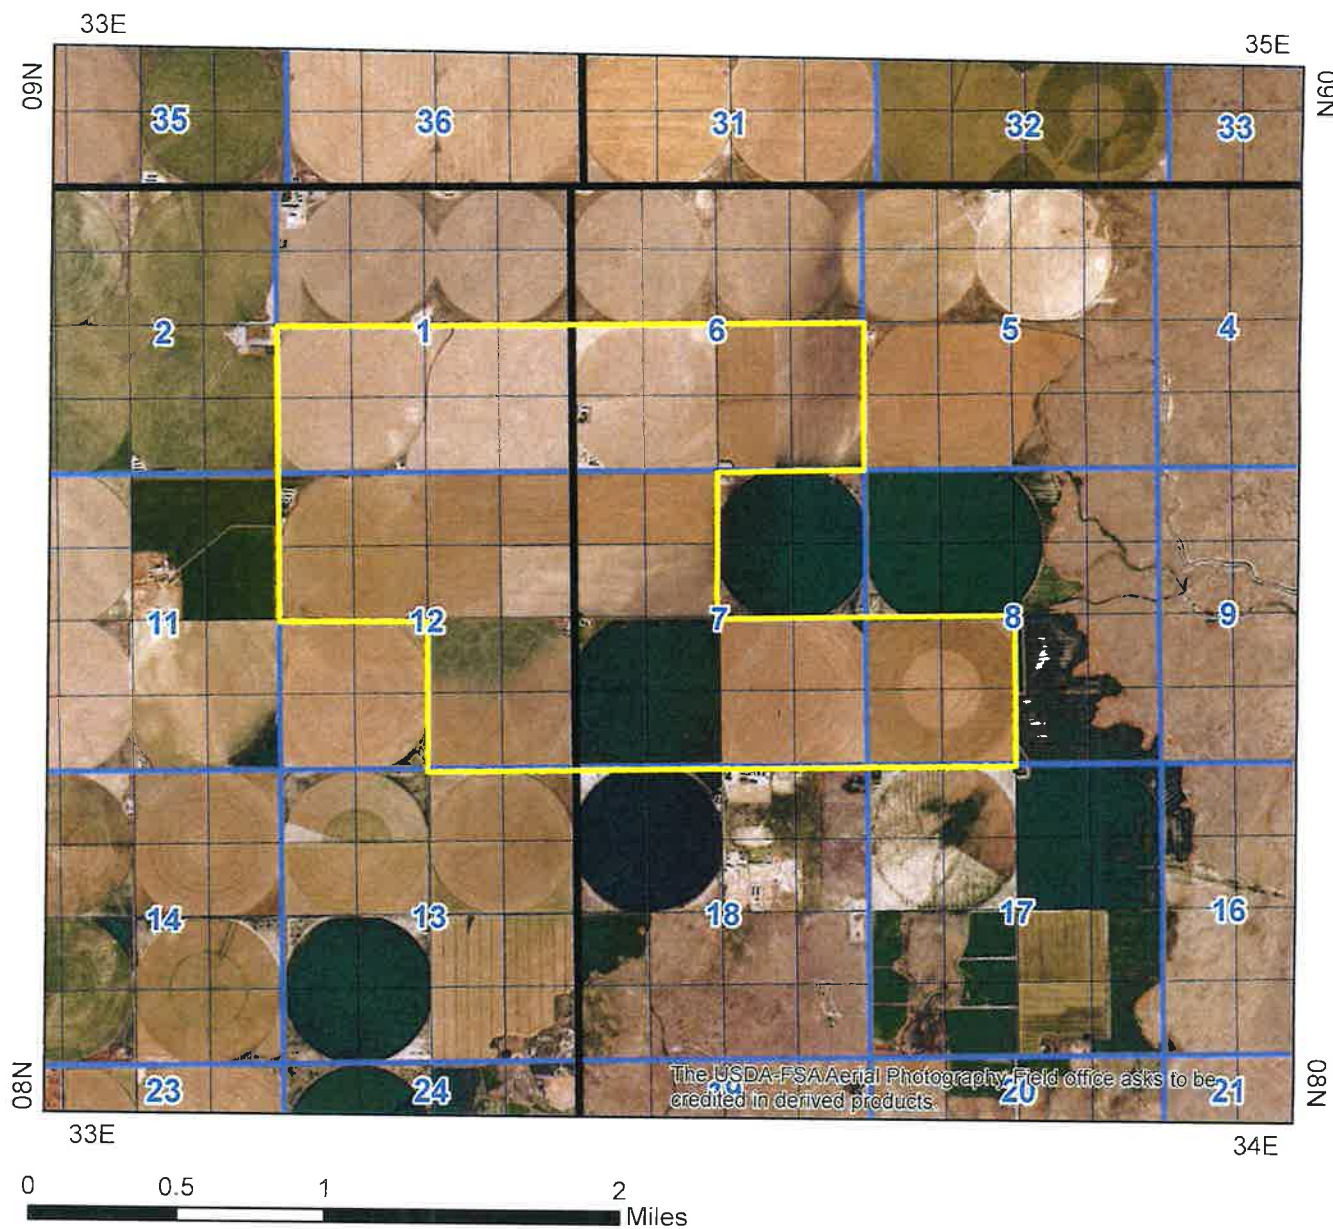 33E
35E
09N
09N
35 36 31 32 33
2 1 6 5 4
11 12 7 8 9
14 13 18 17 16
The USDA-FSA Aerial Photography Field office asks to be
credited in derived products.
23 24 19 20 21
08N
08N
33E
34E
0 0.5 1 2
Miles